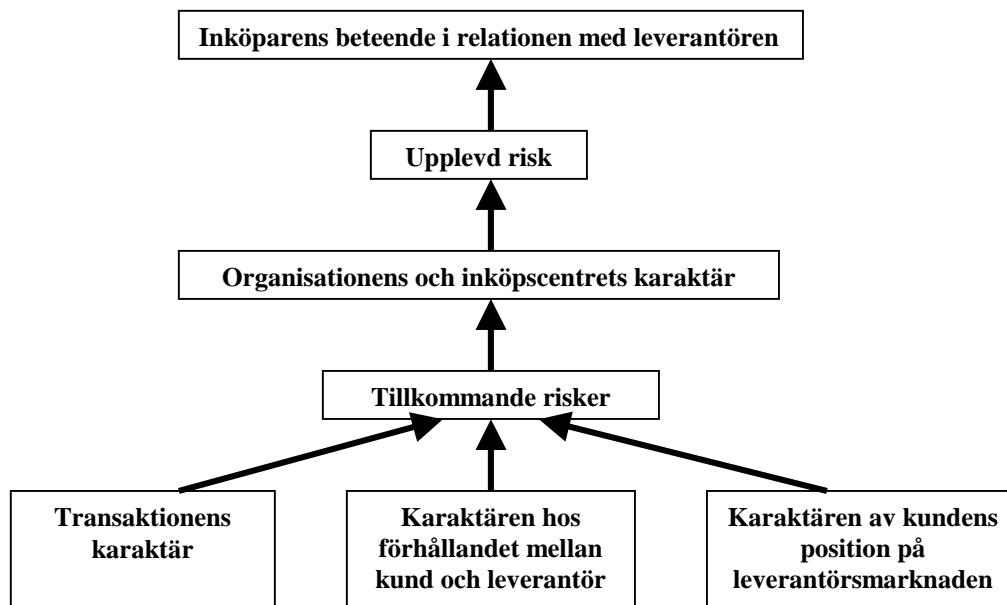 Inköparens beteende i relationen med leverantören
Upplevd risk
Organisationens och inköpscentrets karaktär
Tillkommande risker
Transaktionens
karaktär
Karaktären hos
förhållandet mellan
kund och leverantör
Karaktären av kundens
position på
leverantörsmarknaden